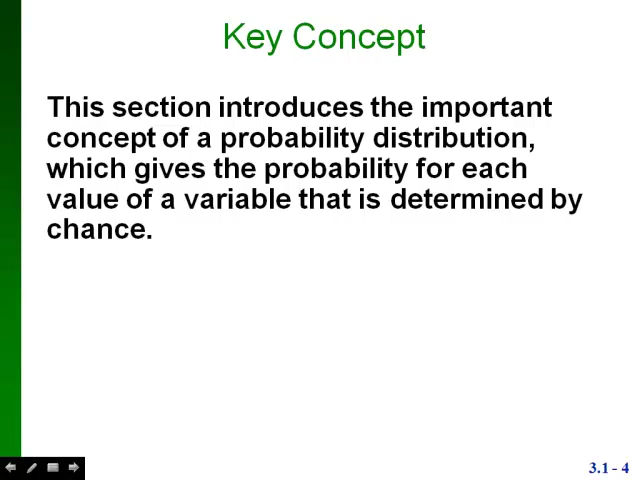 Key Concept
This section introduces the important
concept of a probability distribution,
which gives the probability for each
value of a variable that is determined by
chance.
3.1 - 4